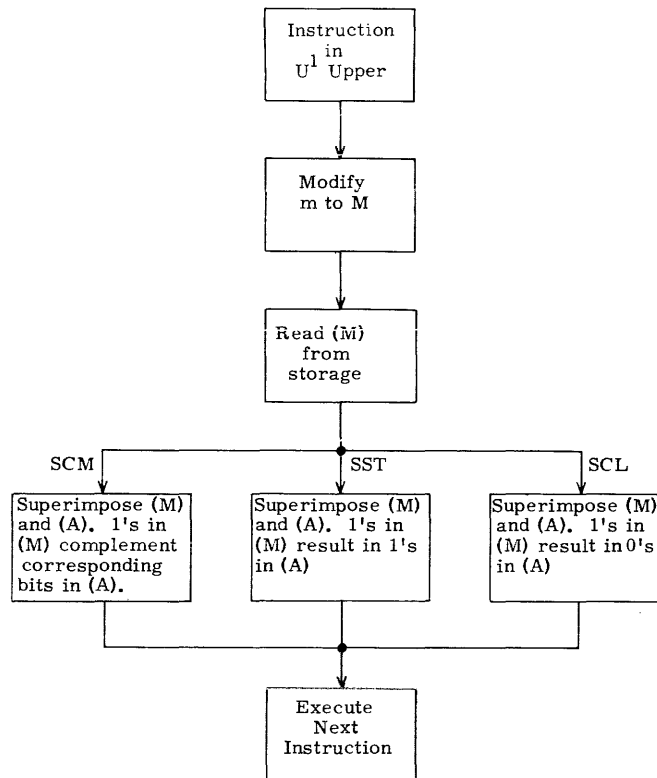 Instruction
in
U¹ Upper
Modify
m to M
Read (M)
from
storage
SCM
SST
SCL
Superimpose (M)
and (A). 1's in
(M) complement
corresponding
bits in (A).
Superimpose (M)
and (A). 1's in
(M) result in 1's
in (A)
Superimpose (M)
and (A). 1's in
(M) result in 0's
in (A)
Execute
Next
Instruction